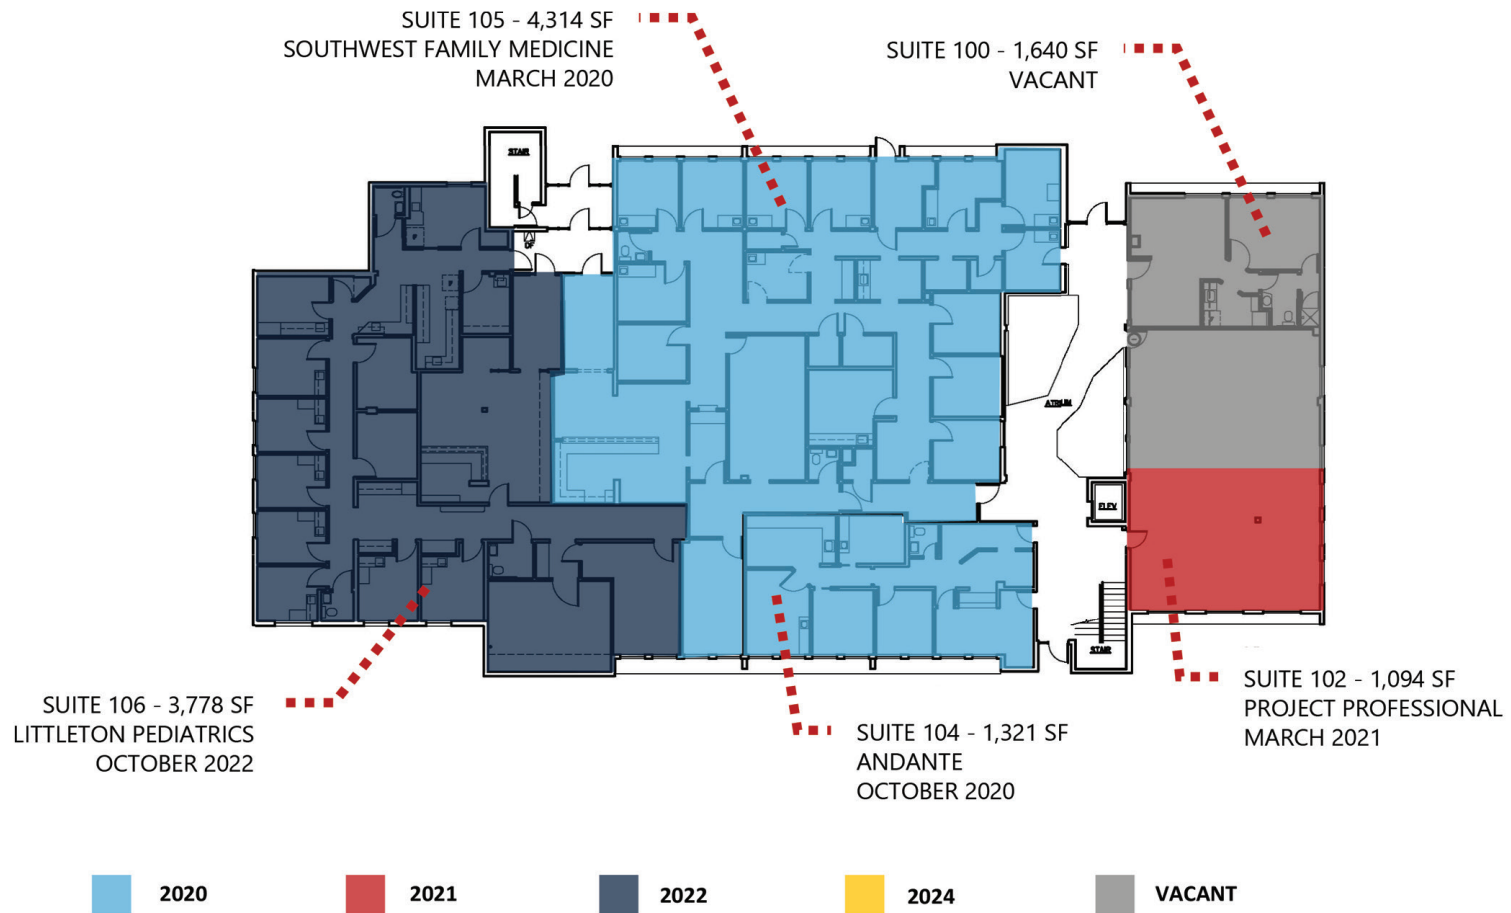 SUITE 105 - 4,314 SF
SOUTHWEST FAMILY MEDICINE
MARCH 2020
SUITE 100 - 1,640 SF
VACANT
STAIR
ATRIUM
ELEV
STAIR
SUITE 106 - 3,778 SF
LITTLETON PEDIATRICS
OCTOBER 2022
SUITE 104 - 1,321 SF
ANDANTE
OCTOBER 2020
SUITE 102 - 1,094 SF
PROJECT PROFESSIONAL
MARCH 2021
2020
2021
2022
2024
VACANT